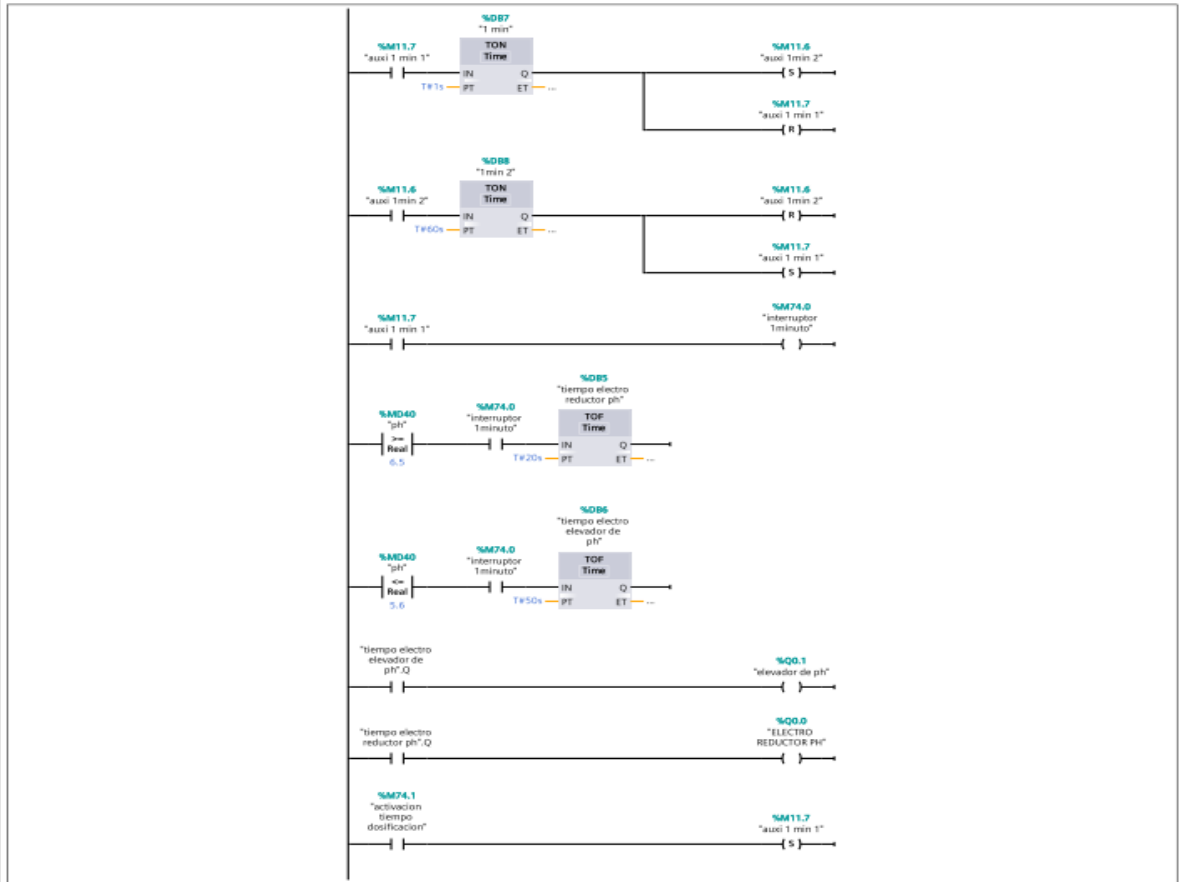 %DB7
"1 min"
%M11.7
"auxi 1 min 1"
TON
Time
%M11.6
"auxi 1min 2"
IN
Q
S
T#1s
PT
ET
...
%M11.7
"auxi 1 min 1"
R
%DB8
"1min 2"
%M11.6
"auxi 1min 2"
TON
Time
%M11.6
"auxi 1min 2"
IN
Q
R
T#60s
PT
ET
...
%M11.7
"auxi 1 min 1"
S
%M11.7
"auxi 1 min 1"
%M74.0
"interruptor
1minuto"
%DB5
"tiempo electro
reductor ph"
%MD40
"ph"
>=
Real
6.5
%M74.0
"interruptor
1minuto"
TOF
Time
IN
Q
T#20s
PT
ET
...
%DB6
"tiempo electro
elevador de
ph"
%MD40
"ph"
<=
Real
5.6
%M74.0
"interruptor
1minuto"
TOF
Time
IN
Q
T#50s
PT
ET
...
"tiempo electro
elevador de
ph".Q
%Q0.1
"elevador de ph"
"tiempo electro
reductor ph".Q
%Q0.0
"ELECTRO
REDUCTOR PH"
%M74.1
"activacion
tiempo
dosificacion"
%M11.7
"auxi 1 min 1"
S